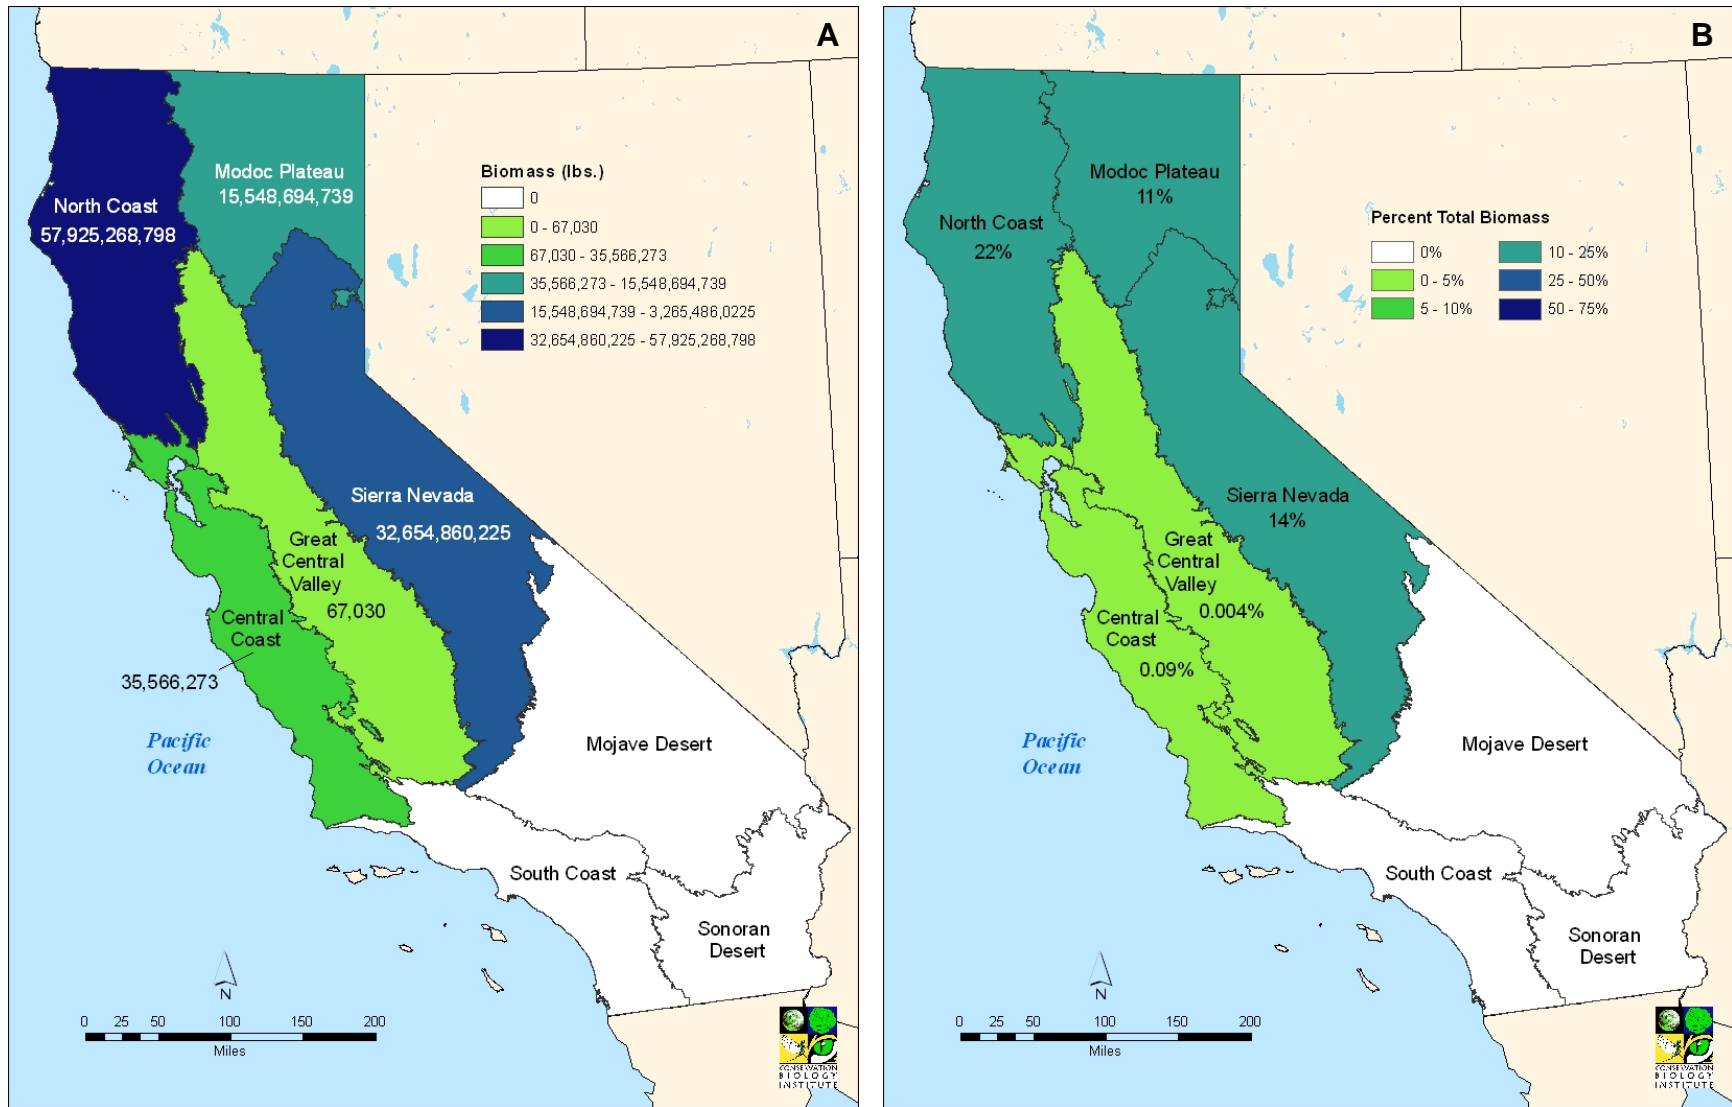 A
Modoc Plateau
15,548,694,739
North Coast
57,925,268,798
Biomass (lbs.)
0
0 - 67,030
67,030 - 35,566,273
35,566,273 - 15,548,694,739
15,548,694,739 - 3,265,486,0225
32,654,860,225 - 57,925,268,798
Sierra Nevada
32,654,860,225
Great
Central
Valley
67,030
Central
Coast
35,566,273
Pacific
Ocean
Mojave Desert
South Coast
Sonoran
Desert
N
0 25 50 100 150 200
Miles
CONSERVATION
BIOLOGY
INSTITUTE
B
Modoc Plateau
11%
North Coast
22%
Percent Total Biomass
0%
0 - 5%
5 - 10%
10 - 25%
25 - 50%
50 - 75%
Sierra Nevada
14%
Great
Central
Valley
0.004%
Central
Coast
0.09%
Pacific
Ocean
Mojave Desert
South Coast
Sonoran
Desert
N
0 25 50 100 150 200
Miles
CONSERVATION
BIOLOGY
INSTITUTE